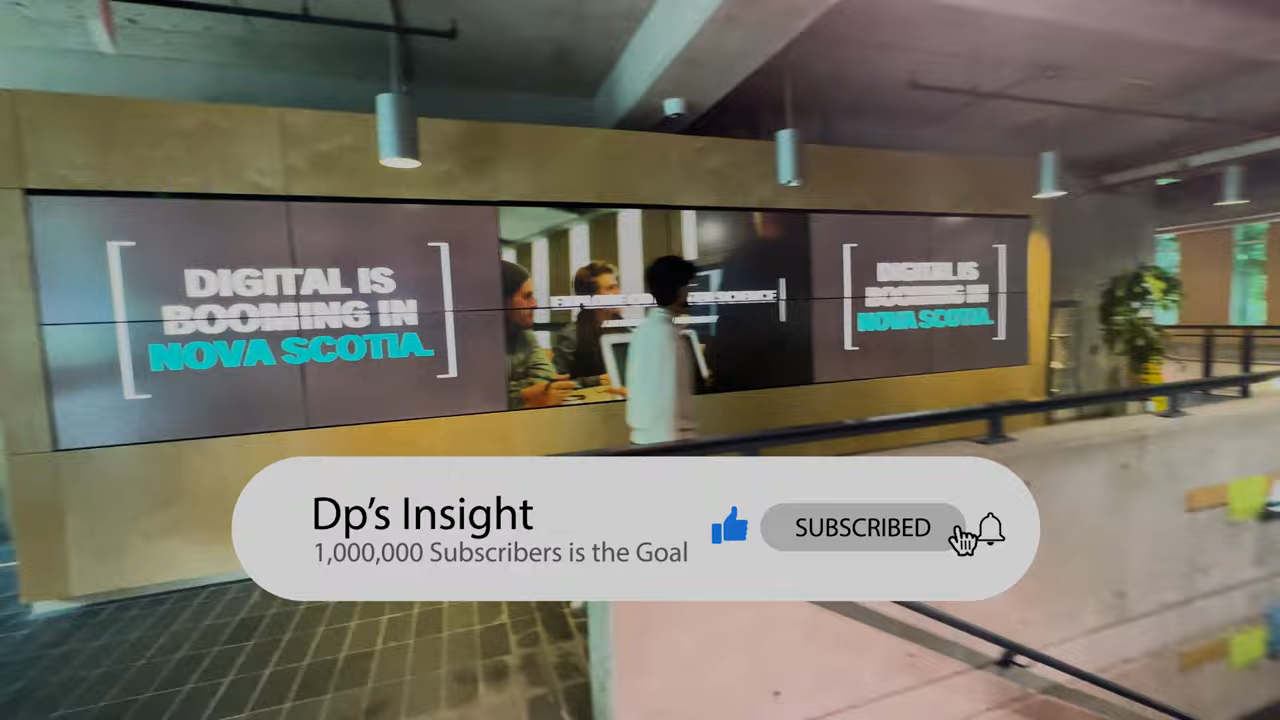 DIGITAL IS
BOOMING IN
NOVA SCOTIA.
DIGITAL IS
BOOMING IN
NOVA SCOTIA.
Dp's Insight
1,000,000 Subscribers is the Goal
SUBSCRIBED